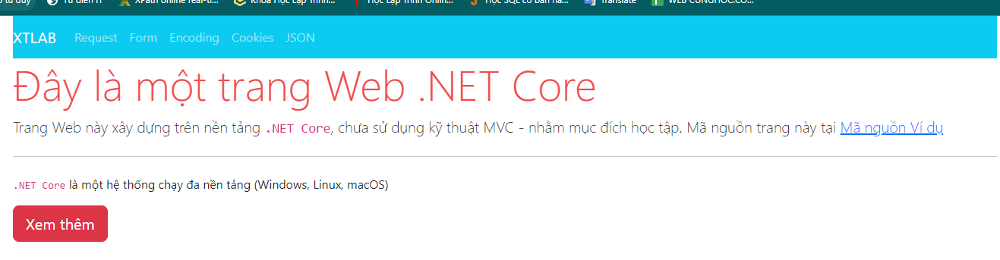 tư duy Từ điển IT XPath online real-ti... Khóa Học Lập Trình... Học Lập Trình Onlin... Học SQL cơ bản nâ... Translate WEB CUNGHOC.CO...
XTLAB Request Form Encoding Cookies JSON
Đây là một trang Web .NET Core
Trang Web này xây dựng trên nền tảng .NET Core, chưa sử dụng kỹ thuật MVC - nhằm mục đích học tập. Mã nguồn trang này tại Mã nguồn Ví dụ
.NET Core là một hệ thống chạy đa nền tảng (Windows, Linux, macOS)
Xem thêm